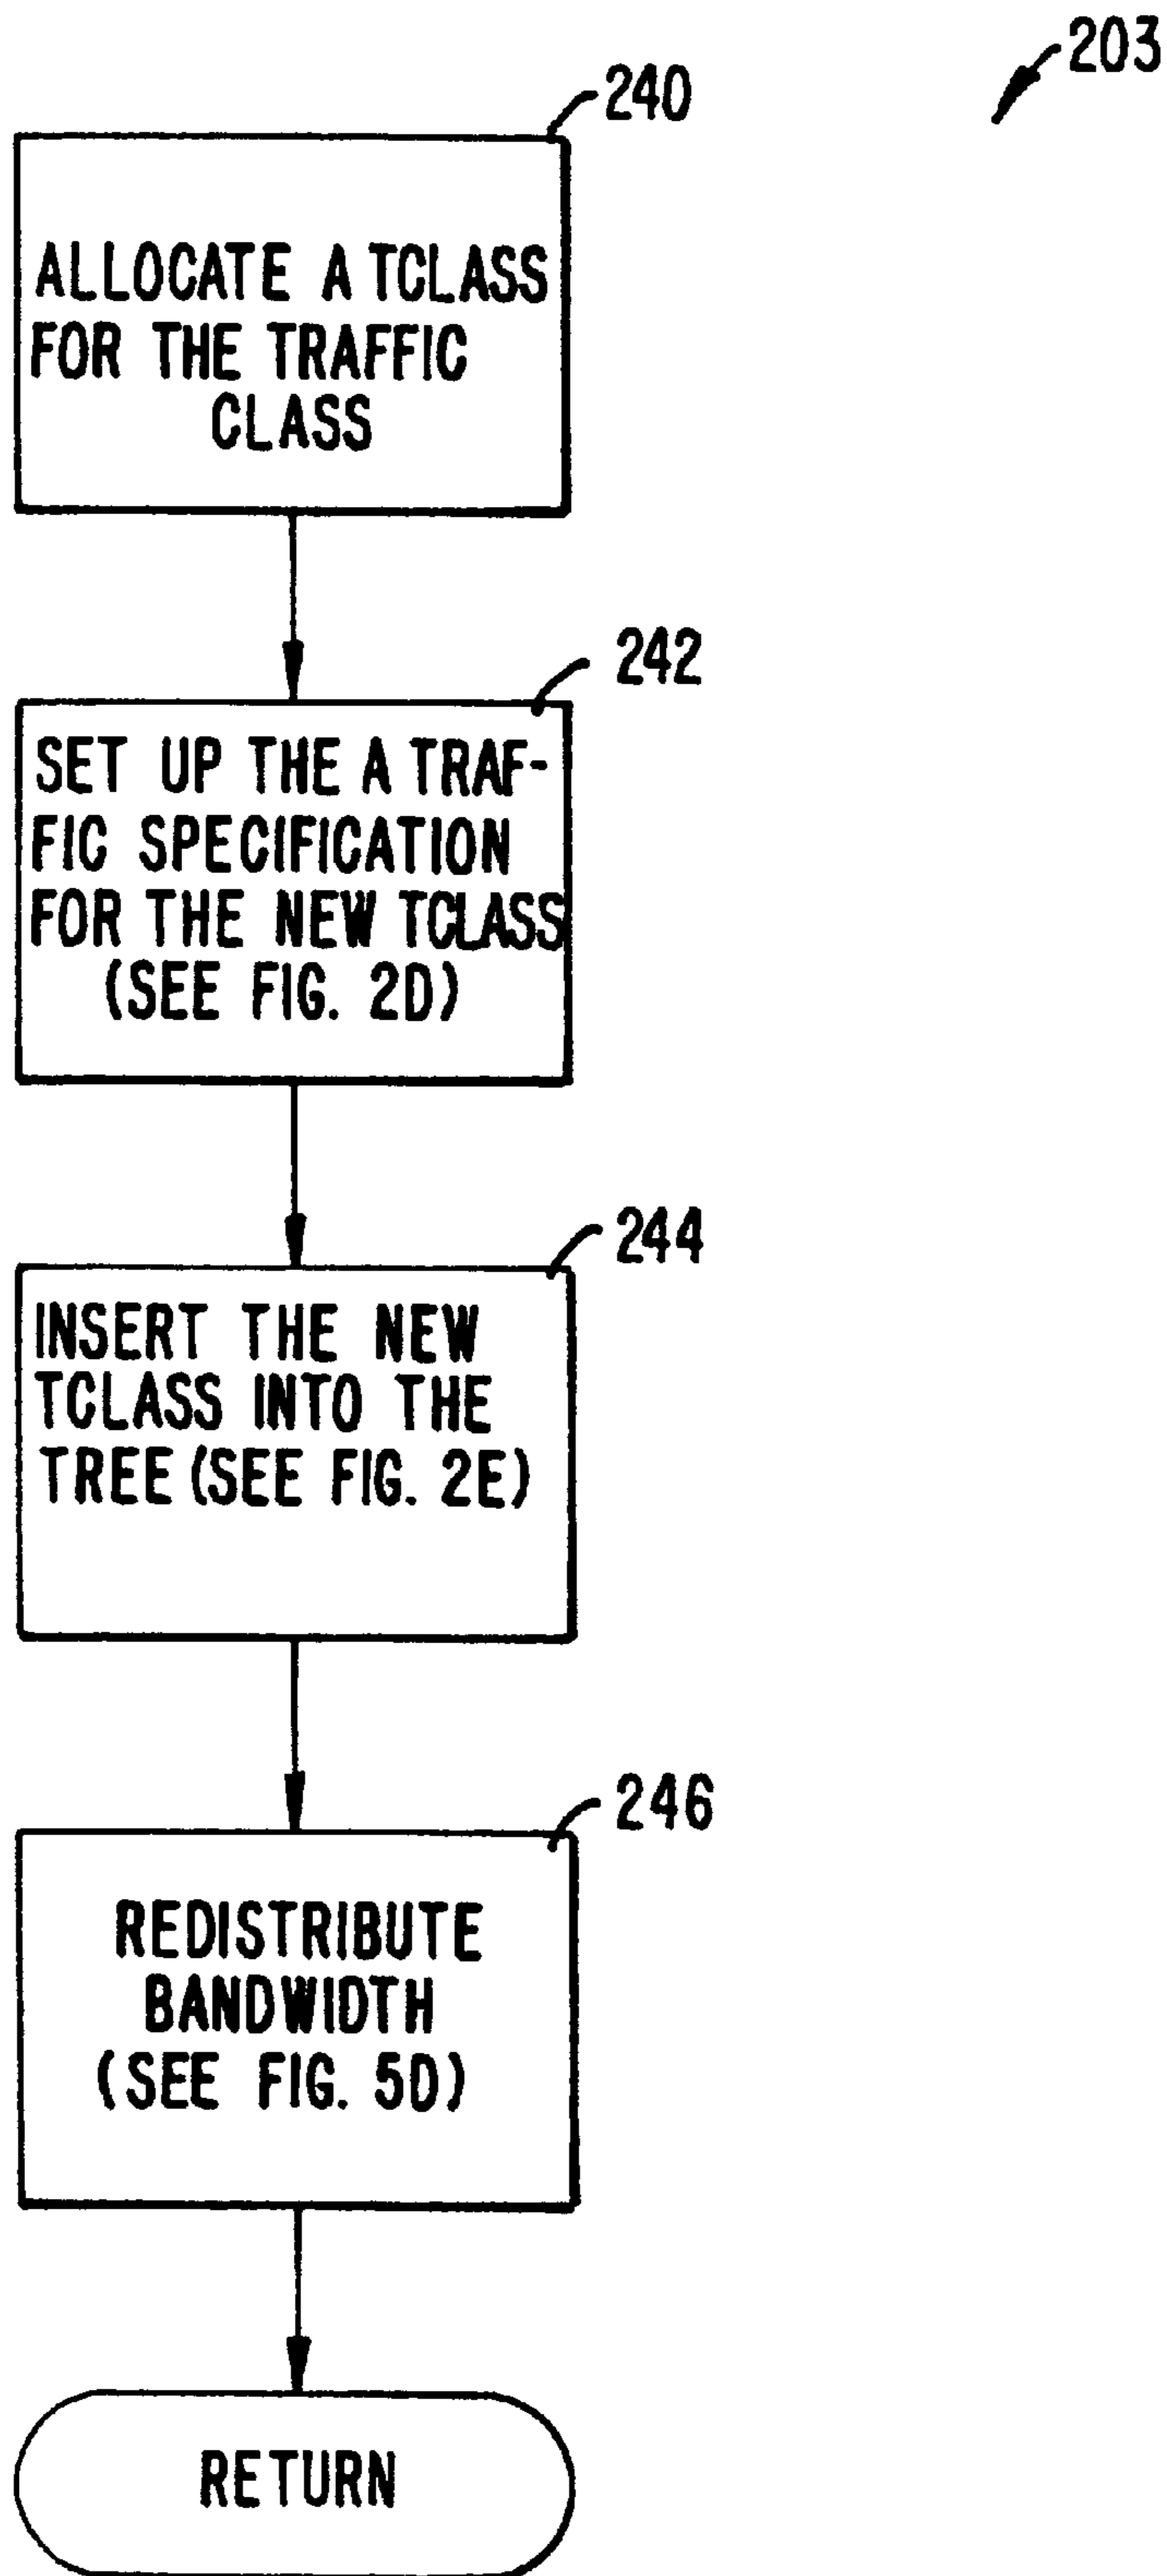 203
240
ALLOCATE A TCLASS
FOR THE TRAFFIC
CLASS
242
SET UP THE A TRAF-
FIC SPECIFICATION
FOR THE NEW TCLASS
(SEE FIG. 2D)
244
INSERT THE NEW
TCLASS INTO THE
TREE (SEE FIG. 2E)
246
REDISTRIBUTE
BANDWIDTH
(SEE FIG. 5D)
RETURN